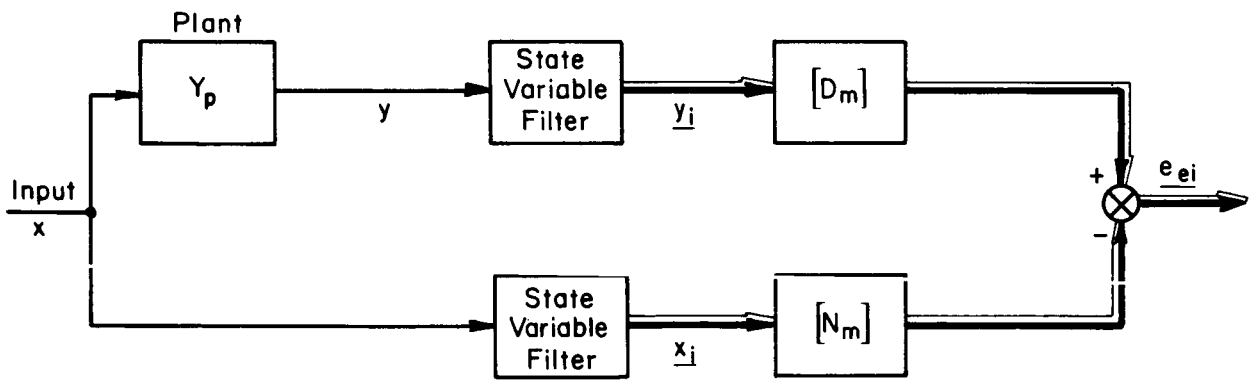 Plant
Y_p
y
State
Variable
Filter
y_i
[D_m]
Input
x
+
-
e_ei
State
Variable
Filter
x_i
[N_m]